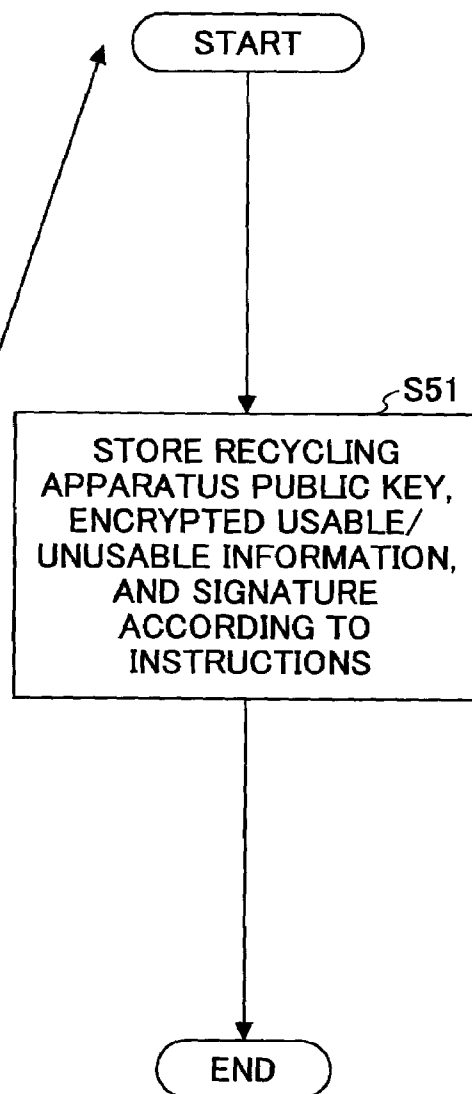 START
S51
STORE RECYCLING
APPARATUS PUBLIC KEY,
ENCRYPTED USABLE/
UNUSABLE INFORMATION,
AND SIGNATURE
ACCORDING TO
INSTRUCTIONS
END